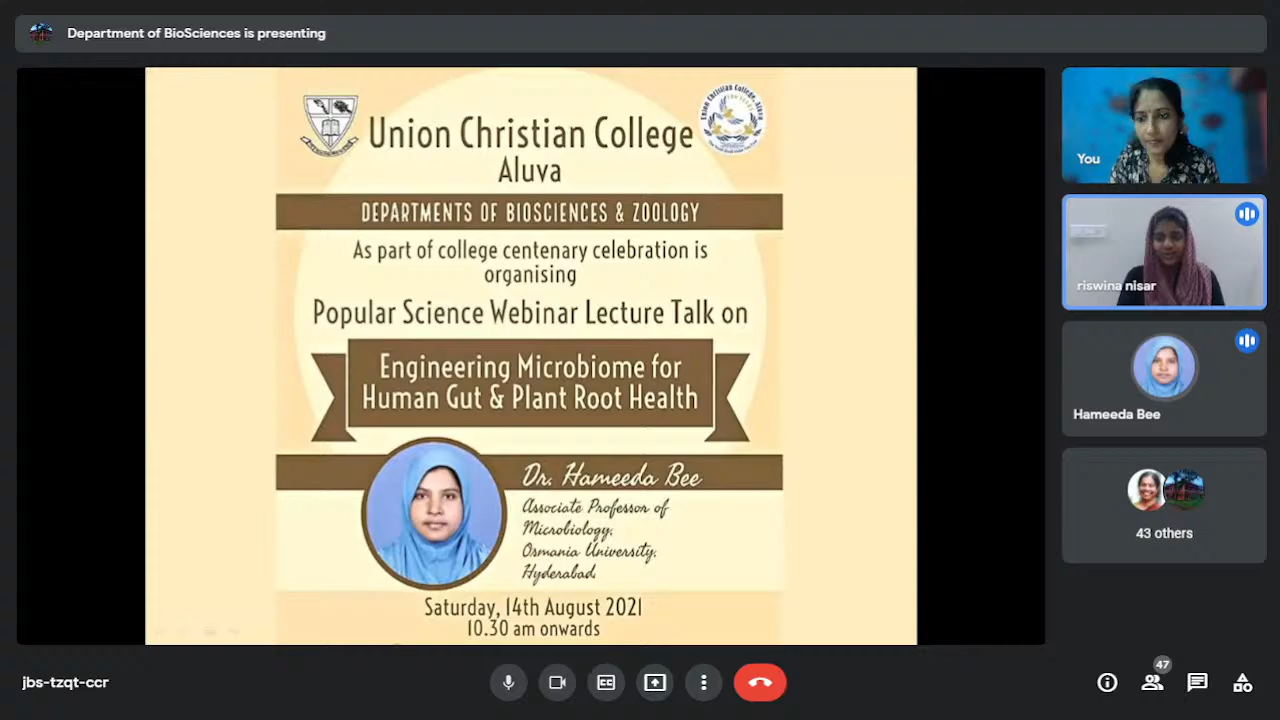 Department of BioSciences is presenting
Union Christian College
Aluva
DEPARTMENTS OF BIOSCIENCES & ZOOLOGY
As part of college centenary celebration is
organising
Popular Science Webinar Lecture Talk on
Engineering Microbiome for
Human Gut & Plant Root Health
Dr. Hameeda Bee
Associate Professor of
Microbiology,
Osmania University,
Hyderabad.
Saturday, 14th August 2021
10.30 am onwards
You
riswina nisar
Hameeda Bee
43 others
jbs-tzqt-ccr
47